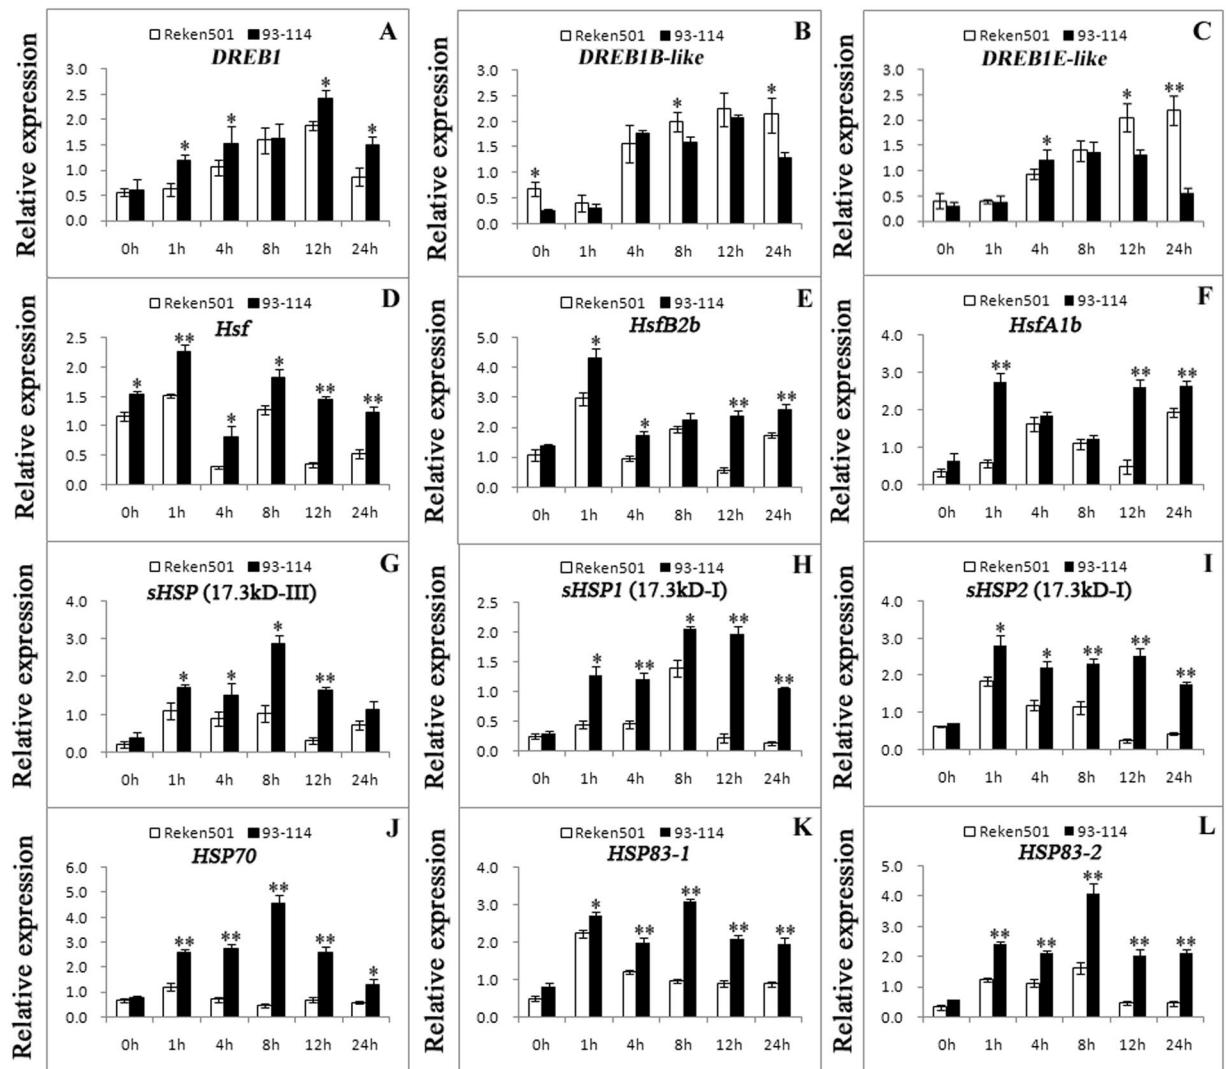 Relative expression
Reken501 93-114
A
DREB1
3.0
2.5
*
2.0
*
*
*
1.5
1.0
0.5
0.0
0h 1h 4h 8h 12h 24h
Relative expression
Reken501 93-114
B
DREB1B-like
3.0
2.5
*
*
2.0
1.5
1.0
*
0.5
0.0
0h 1h 4h 8h 12h 24h
Relative expression
Reken501 93-114
C
DREB1E-like
3.0
2.5
* **
2.0
1.5
*
1.0
0.5
0.0
0h 1h 4h 8h 12h 24h
Relative expression
Reken501 93-114
D
Hsf
2.5
**
2.0
* * ** **
1.5
1.0
*
0.5
0.0
0h 1h 4h 8h 12h 24h
Relative expression
Reken501 93-114
E
HsfB2b
5.0
*
4.0
3.0
** **
2.0
*
1.0
0.0
0h 1h 4h 8h 12h 24h
Relative expression
Reken501 93-114
F
HsfA1b
4.0
3.0
** ** **
2.0
1.0
0.0
0h 1h 4h 8h 12h 24h
Relative expression
Reken501 93-114
G
sHSP (17.3kD-III)
4.0
*
3.0
2.0
* * **
1.0
0.0
0h 1h 4h 8h 12h 24h
Relative expression
Reken501 93-114
H
sHSP1 (17.3kD-I)
2.5
* **
2.0
1.5
* ** **
1.0
0.5
0.0
0h 1h 4h 8h 12h 24h
Relative expression
Reken501 93-114
I
sHSP2 (17.3kD-I)
4.0
*
3.0
* ** ** **
2.0
1.0
0.0
0h 1h 4h 8h 12h 24h
Relative expression
Reken501 93-114
J
HSP70
6.0
5.0
**
4.0
3.0
** ** **
2.0
*
1.0
0.0
0h 1h 4h 8h 12h 24h
Relative expression
Reken501 93-114
K
HSP83-1
4.0
3.0
* ** ** ** **
2.0
1.0
0.0
0h 1h 4h 8h 12h 24h
Relative expression
Reken501 93-114
L
HSP83-2
5.0
**
4.0
3.0
** ** ** **
2.0
1.0
0.0
0h 1h 4h 8h 12h 24h